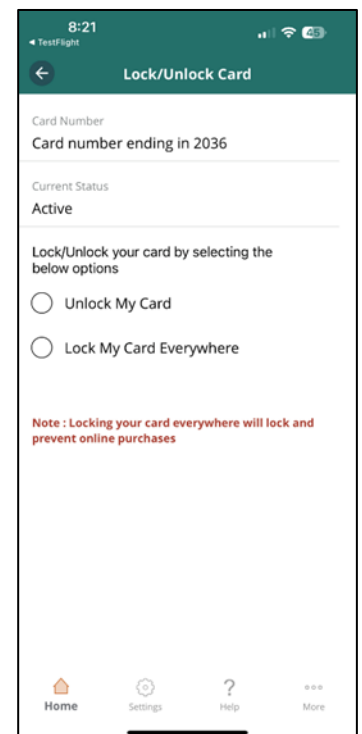 8:21
45
◀ TestFlight
Lock/Unlock Card
Card Number
Card number ending in 2036
Current Status
Active
Lock/Unlock your card by selecting the
below options
Unlock My Card
Lock My Card Everywhere
Note : Locking your card everywhere will lock and
prevent online purchases
?
Home
Settings
Help
More